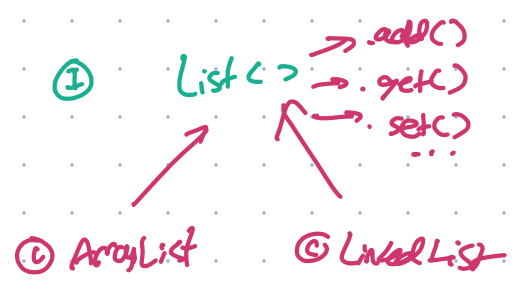 .add()
I List<>
.get()
.set()
...
C ArrayList
C LinkedList